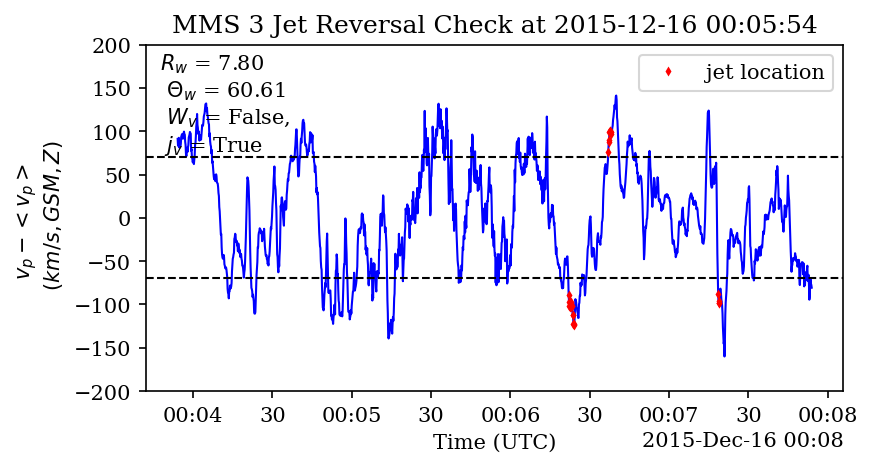 MMS 3 Jet Reversal Check at 2015-12-16 00:05:54
R_w = 7.80
Θ_w = 60.61
W_v = False,
j_v = True
jet location
v_p − < v_p >
(km/s, GSM, Z)
200
150
100
50
0
−50
−100
−150
−200
00:04 30 00:05 30 00:06 30 00:07 30 00:08
Time (UTC)
2015-Dec-16 00:08